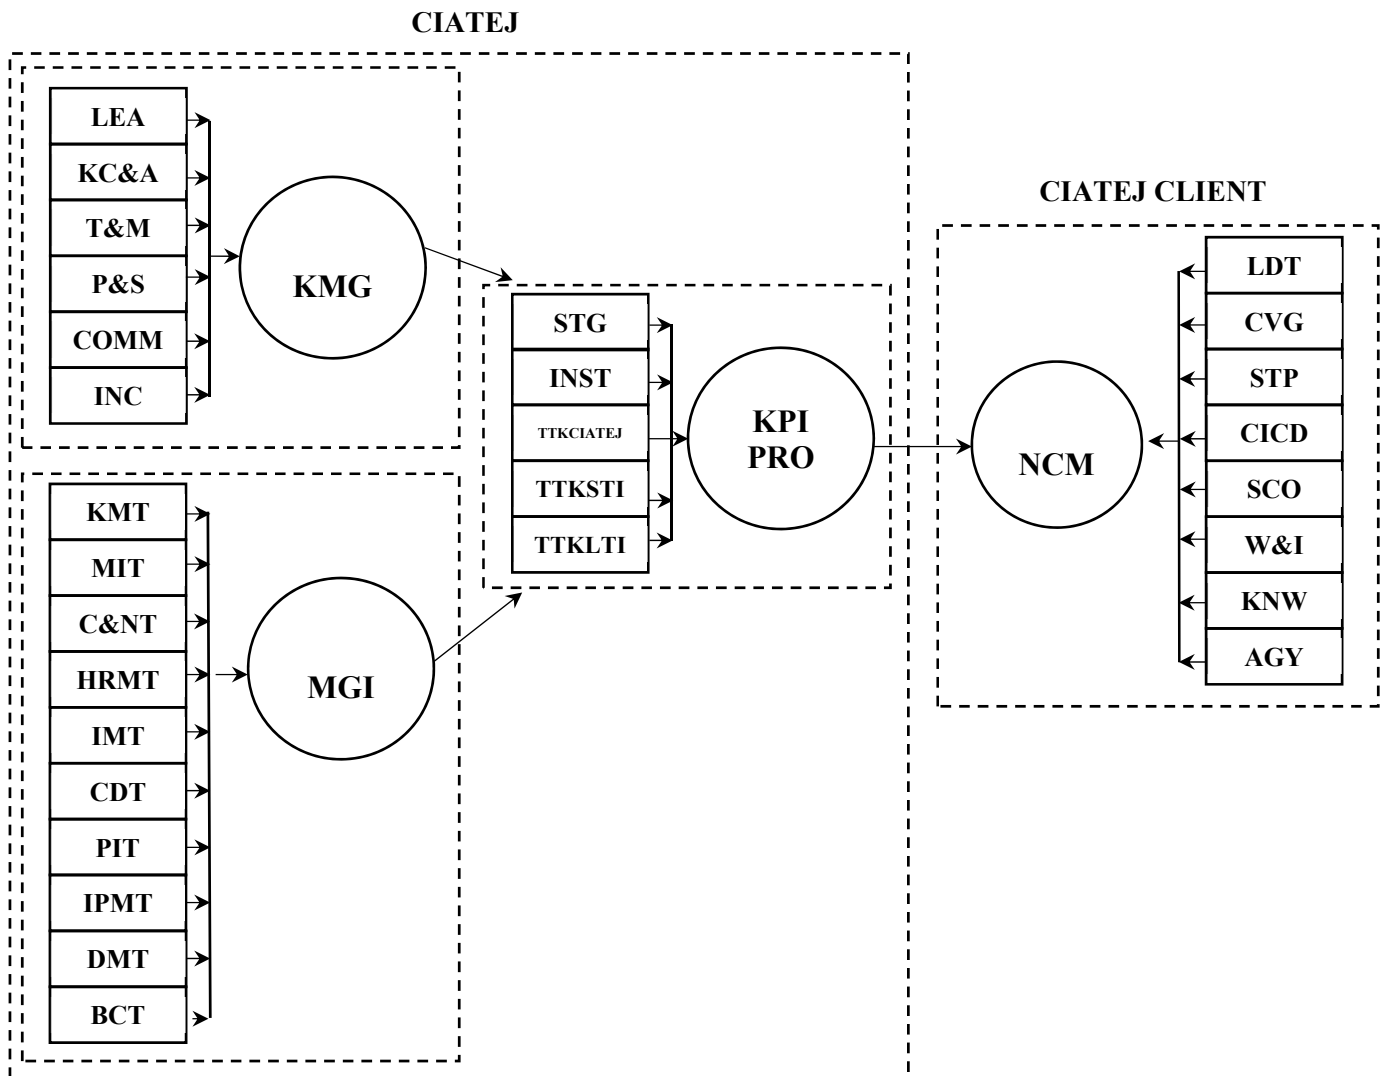 CIATEJ
LEA
KC&A
T&M
P&S
COMM
INC
KMG
KMT
MIT
C&NT
HRMT
IMT
CDT
PIT
IPMT
DMT
BCT
MGI
STG
INST
TTKCIATEJ
TTKSTI
TTKLTI
KPI
PRO
CIATEJ CLIENT
NCM
LDT
CVG
STP
CICD
SCO
W&I
KNW
AGY